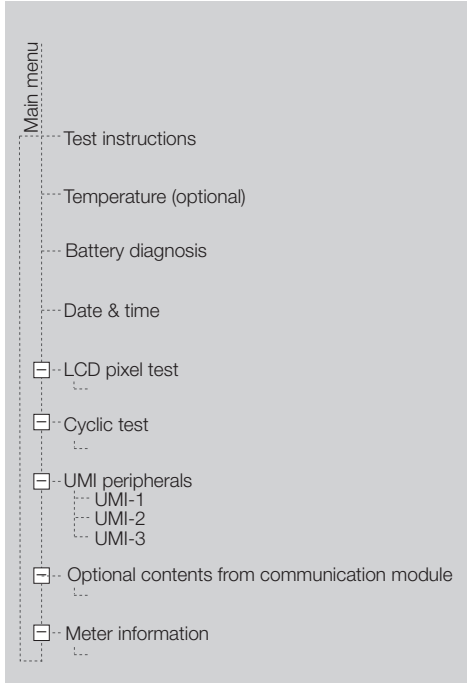 Main menu
Test instructions
Temperature (optional)
Battery diagnosis
Date & time
LCD pixel test
Cyclic test
UMI peripherals
UMI-1
UMI-2
UMI-3
Optional contents from communication module
Meter information